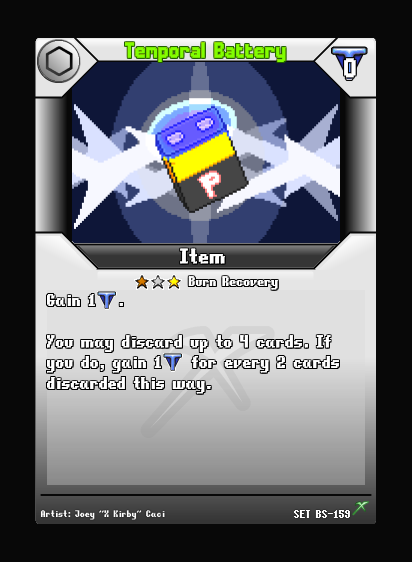 Temporal Battery
0
P
Item
Burn Recovery
Gain 1 .
You may discard up to 4 cards. If
you do, gain 1 for every 2 cards
discarded this way.
Artist: Joey "X Kirby" Caci
SET BS-159